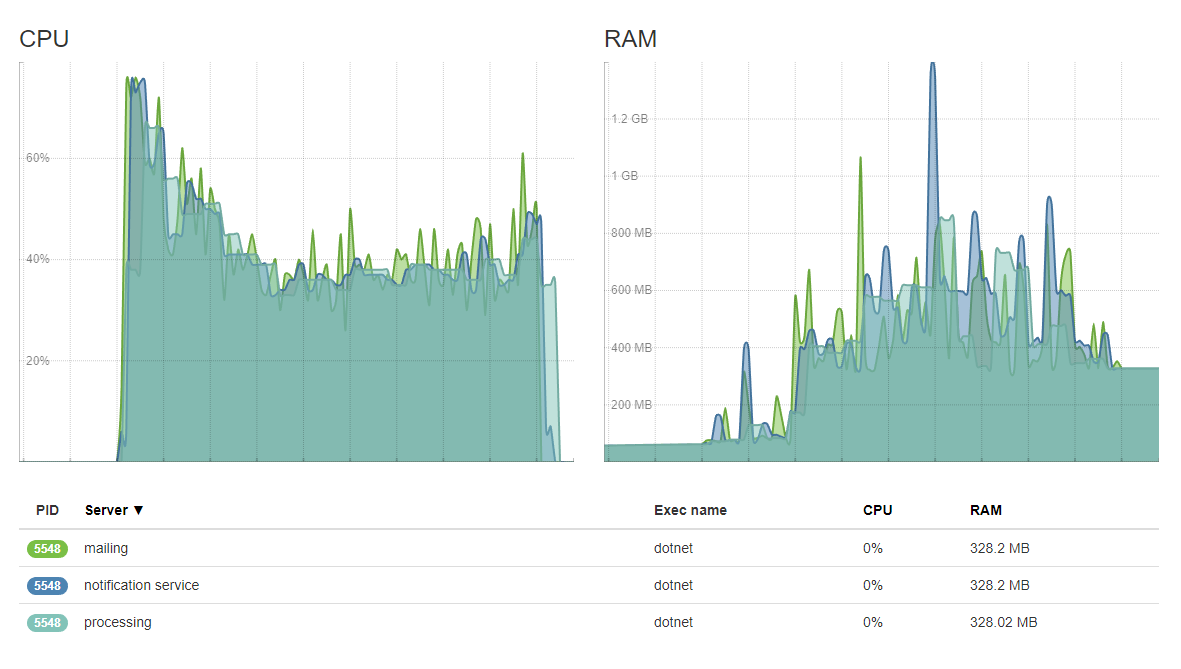 CPU
RAM
60%
40%
20%
1.2 GB
1 GB
800 MB
600 MB
400 MB
200 MB
PID Server ▼ Exec name CPU RAM
5548 mailing dotnet 0% 328.2 MB
5548 notification service dotnet 0% 328.2 MB
5548 processing dotnet 0% 328.02 MB